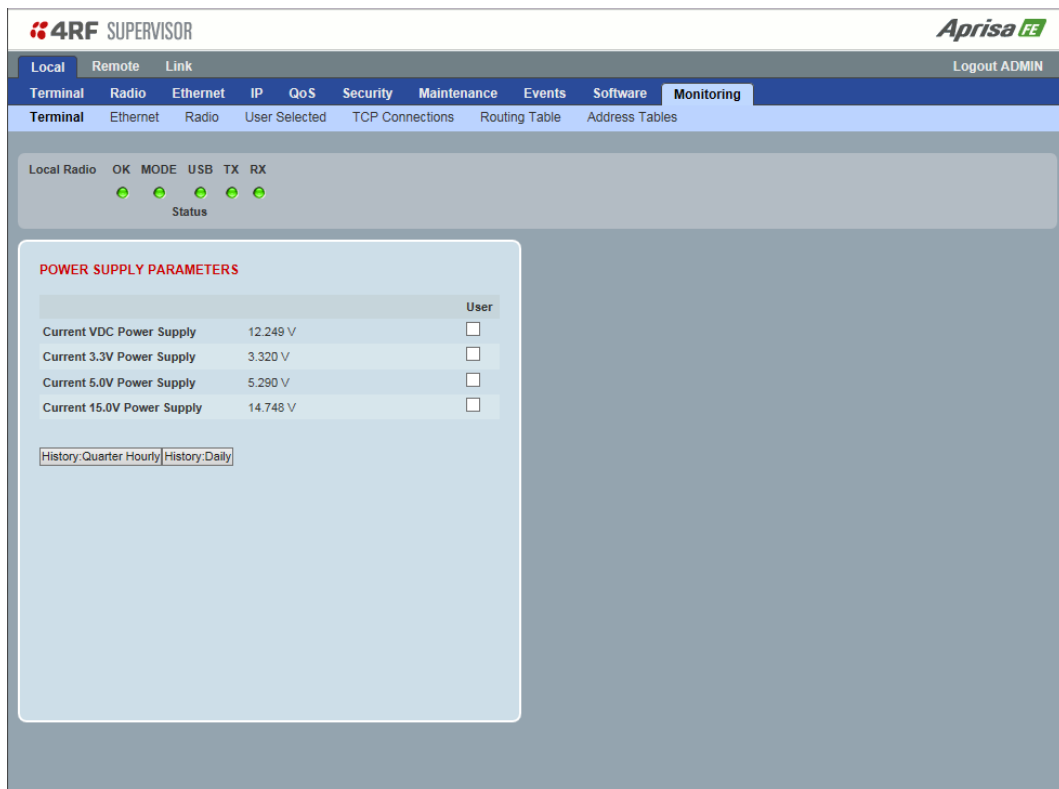 4RF SUPERVISOR
Aprisa FE
Local Remote Link Logout ADMIN
Terminal Radio Ethernet IP QoS Security Maintenance Events Software Monitoring
Terminal Ethernet Radio User Selected TCP Connections Routing Table Address Tables
Local Radio OK MODE USB TX RX
Status
POWER SUPPLY PARAMETERS
User
Current VDC Power Supply 12.249 V
Current 3.3V Power Supply 3.320 V
Current 5.0V Power Supply 5.290 V
Current 15.0V Power Supply 14.748 V
History:Quarter Hourly History:Daily